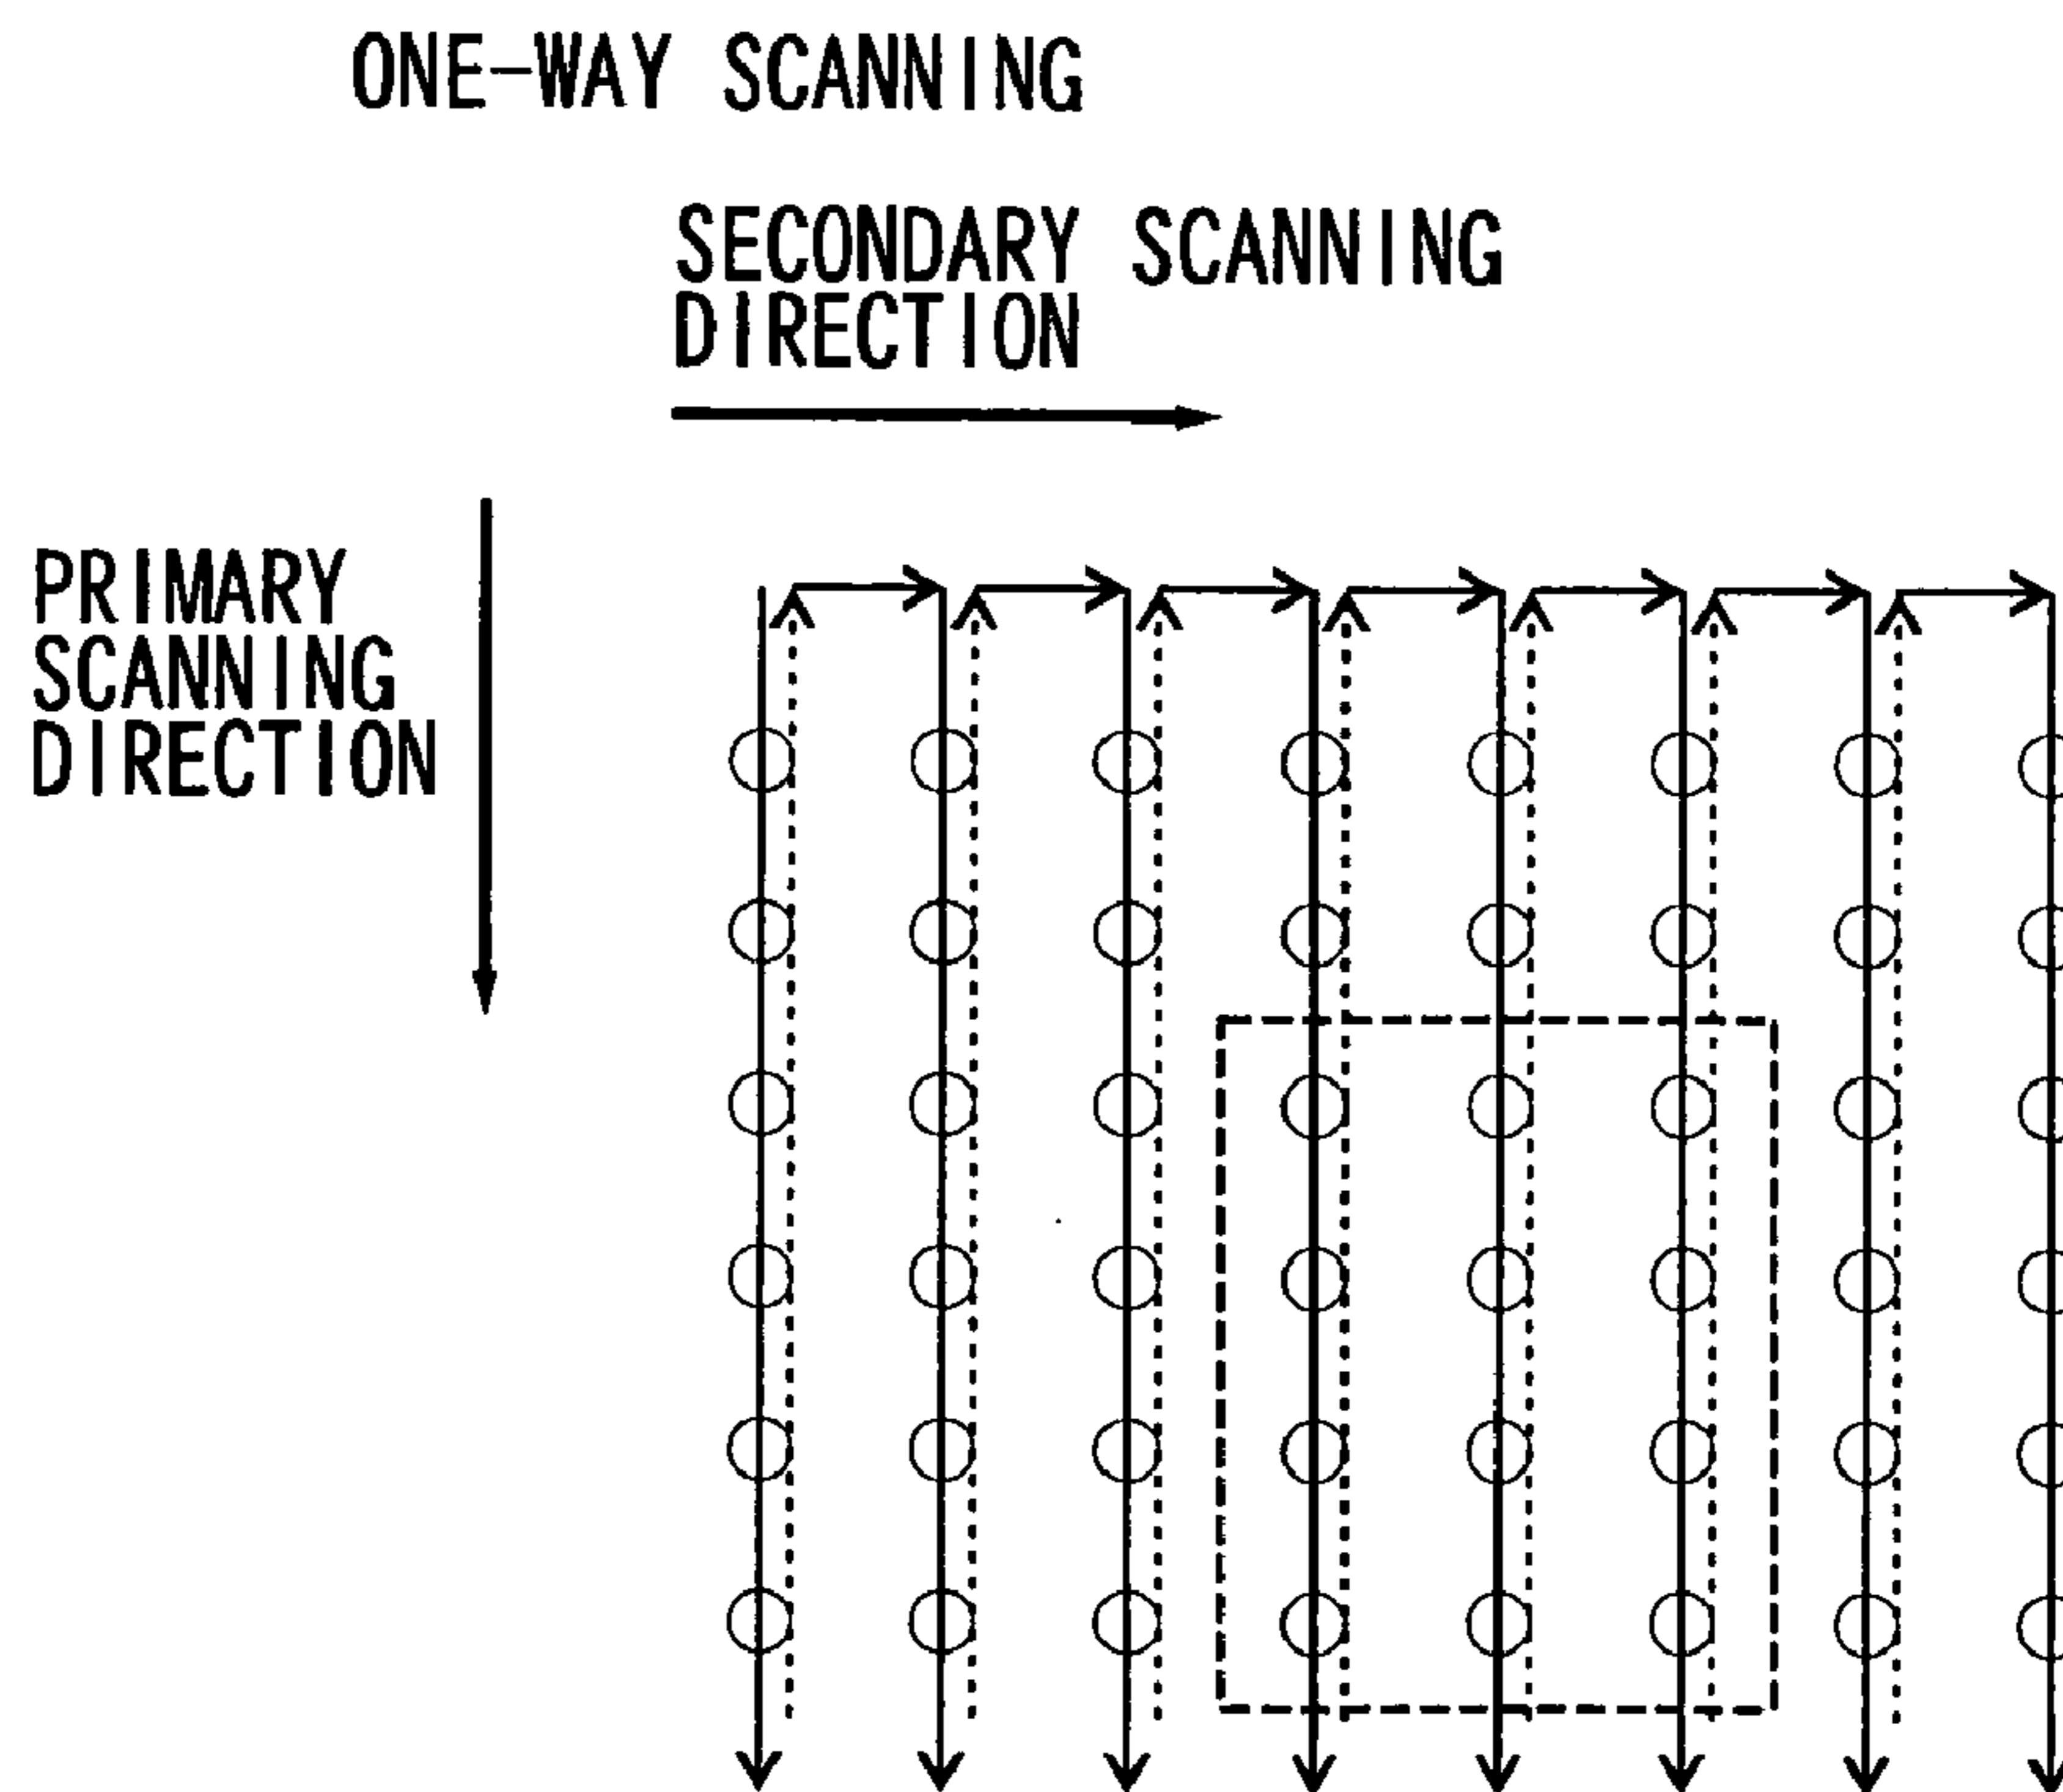 ONE-WAY SCANNING
SECONDARY SCANNING
DIRECTION
PRIMARY
SCANNING
DIRECTION